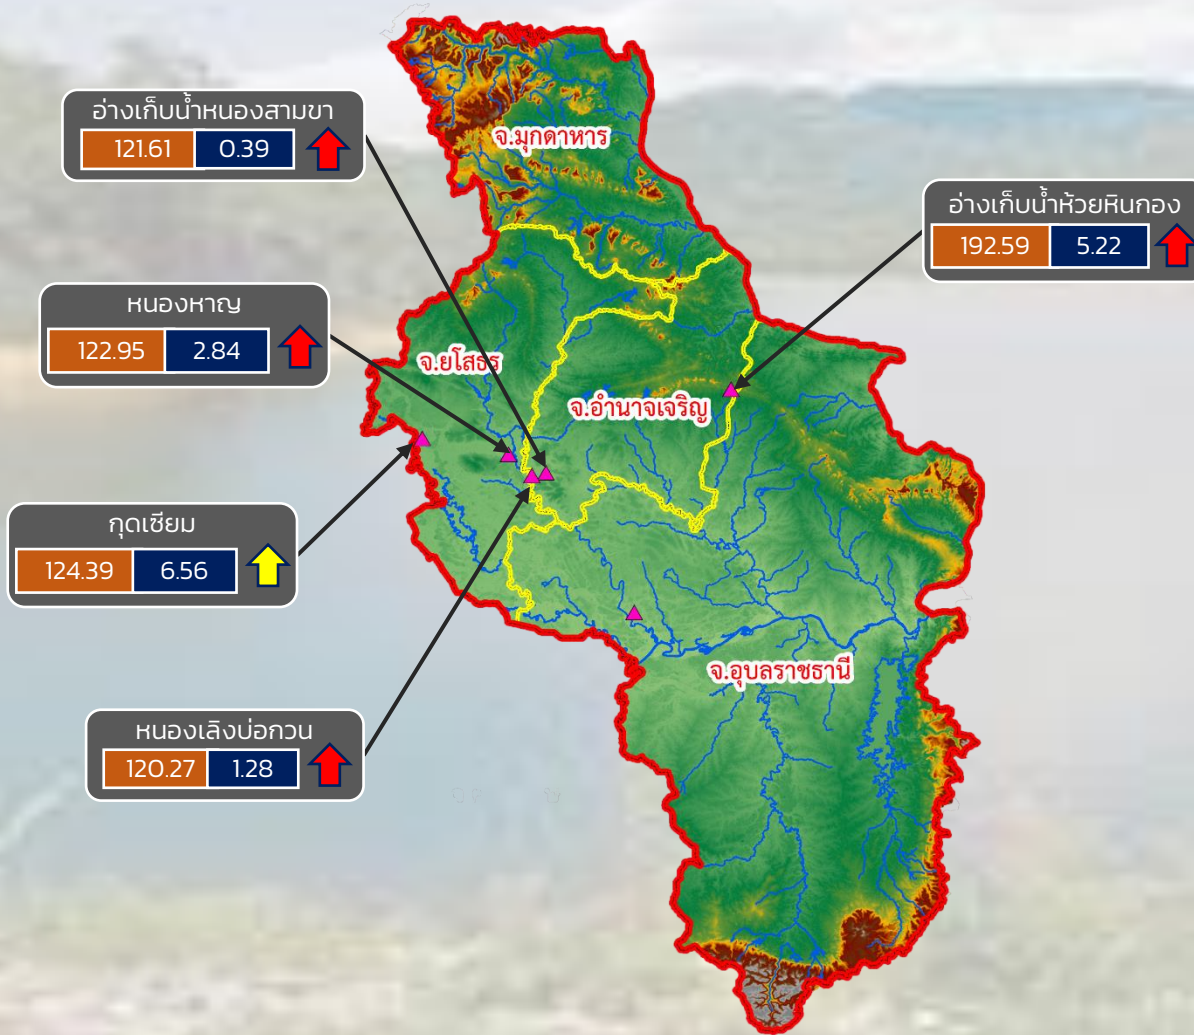 อ่างเก็บน้ำหนองสามขา
121.61 0.39
จ.มุกดาหาร
อ่างเก็บน้ำห้วยหินกอง
192.59 5.22
หนองหาญ
122.95 2.84
จ.ยโสธร
จ.อำนาจเจริญ
กุดเซียม
124.39 6.56
จ.อุบลราชธานี
หนองเลิงบ่อกวน
120.27 1.28